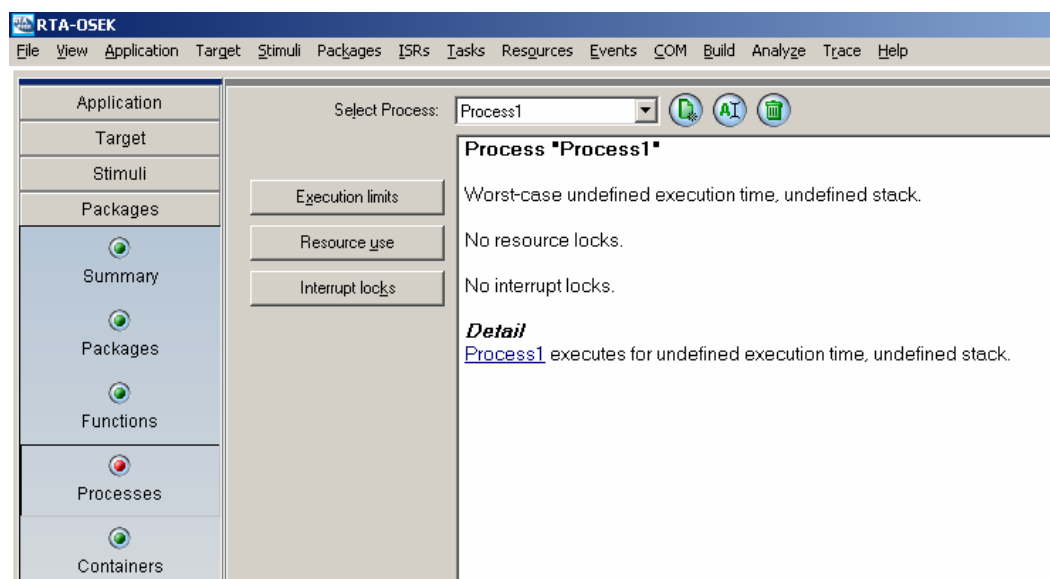 RTA-OSEK
File View Application Target Stimuli Packages ISRs Tasks Resources Events COM Build Analyze Trace Help
Application
Target
Stimuli
Packages
Summary
Packages
Functions
Processes
Containers
Select Process: Process1
Execution limits
Resource use
Interrupt locks
Process "Process1"
Worst-case undefined execution time, undefined stack.
No resource locks.
No interrupt locks.
Detail
Process1 executes for undefined execution time, undefined stack.